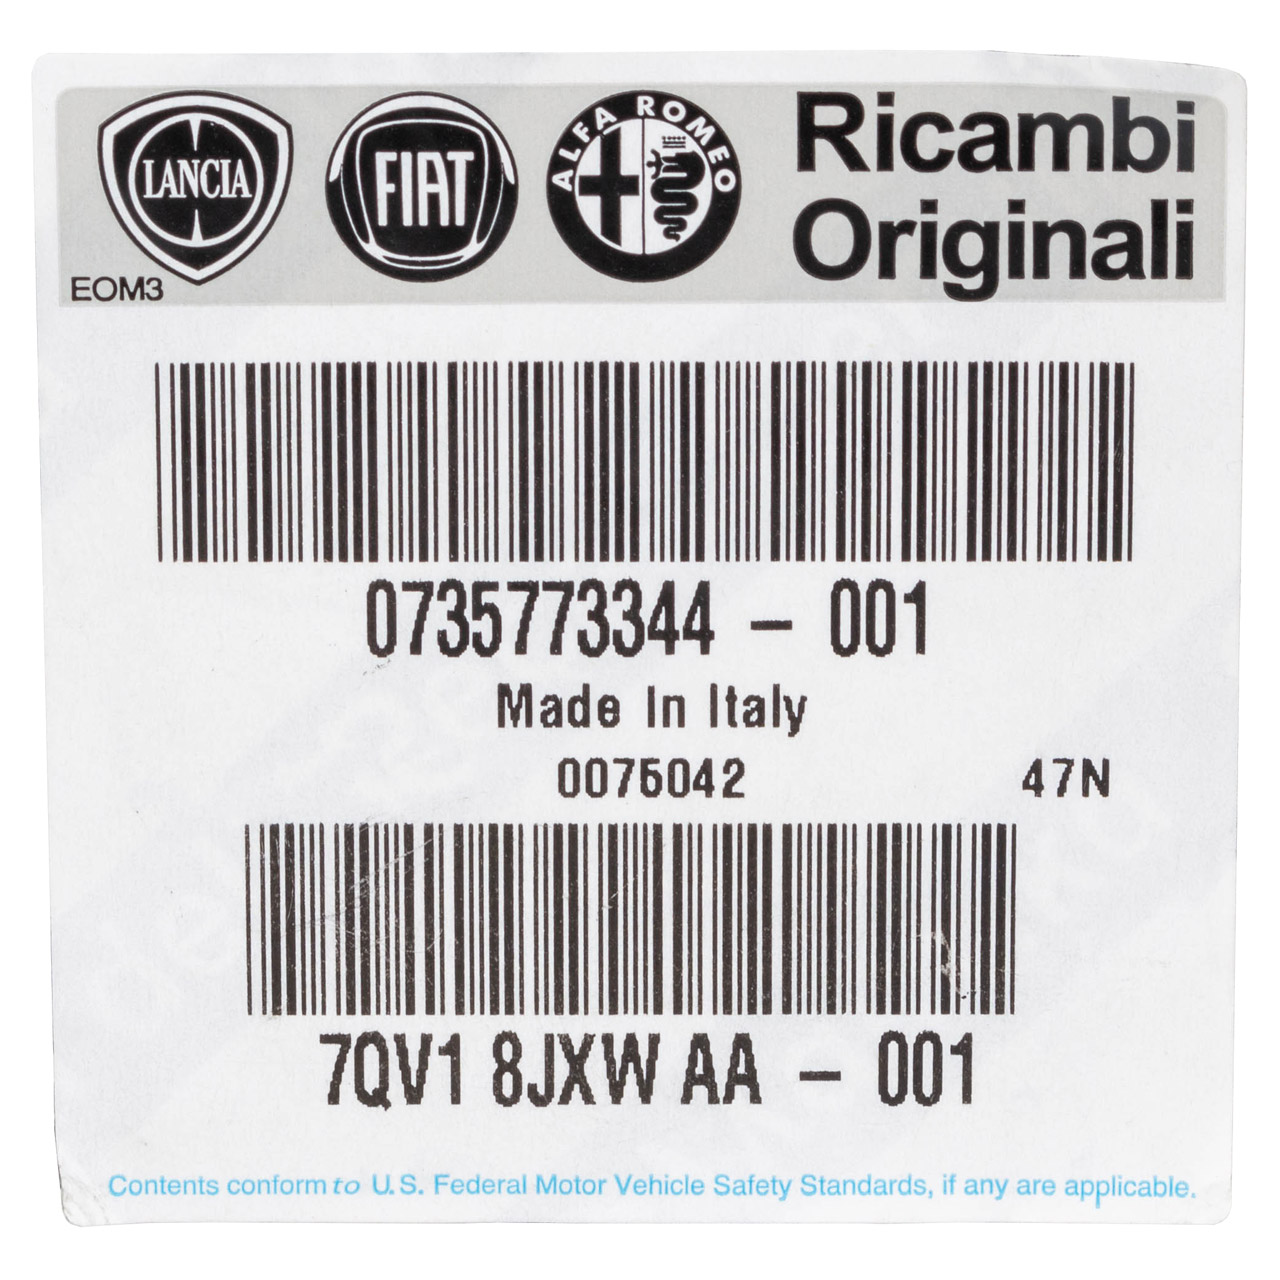 LANCIA
FIAT
ALFA ROMEO
Ricambi
Originali
EOM3
0735773344 - 001
Made In Italy
0075042
47N
7QV1 8JXW AA - 001
Contents conform to U.S. Federal Motor Vehicle Safety Standards, if any are applicable.